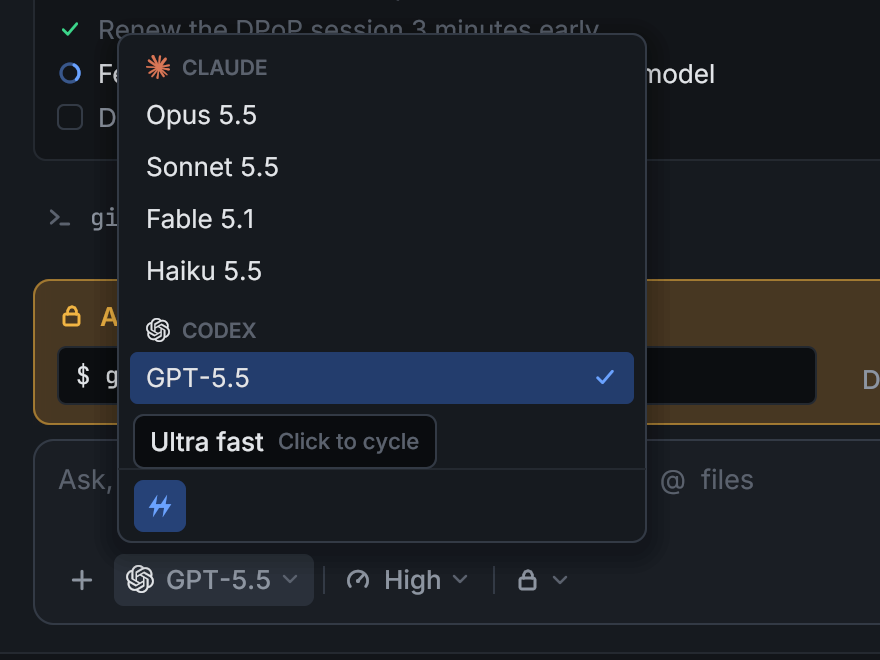 Renew the DPoP session 3 minutes early
model
CLAUDE
Opus 5.5
Sonnet 5.5
Fable 5.1
Haiku 5.5
CODEX
GPT-5.5
Ultra fast Click to cycle
>_ gi
$ g
Ask,
@ files
+ GPT-5.5 High